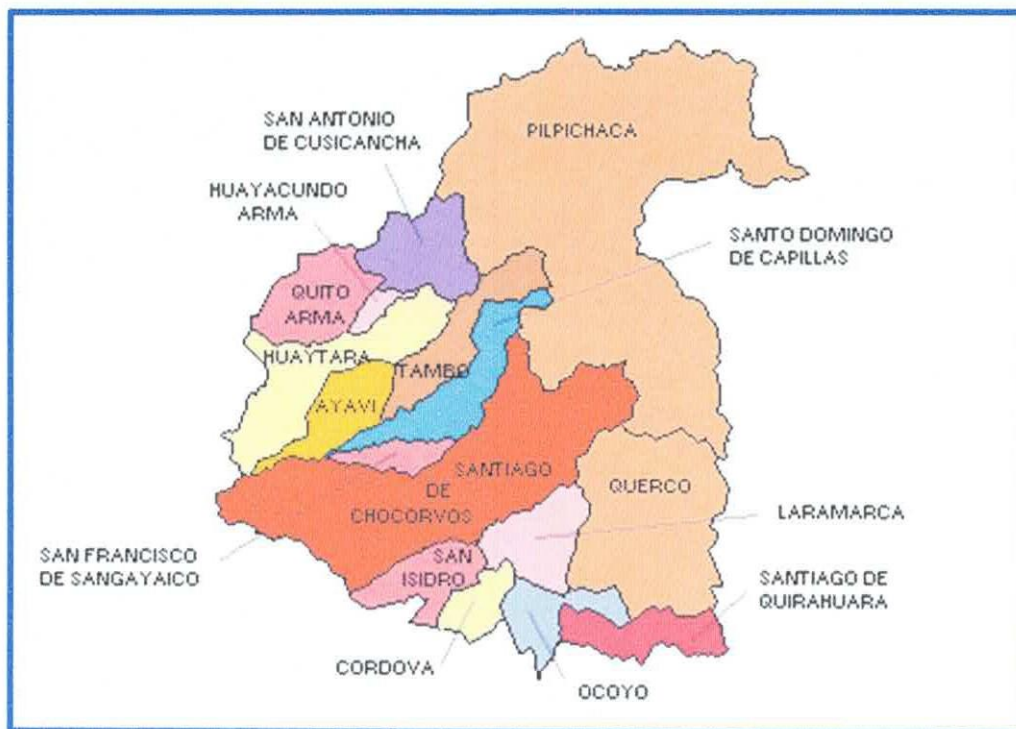 PILPICHACA
SAN ANTONIO
DE CUSICANCHA
HUAYACUNDO
ARMA
SANTO DOMINGO
DE CAPILLAS
QUITO
ARMA
HUAYTARA
TAMBO
AYAVI
SANTIAGO
DE
CHOCORVOS
QUERCO
LARAMARCA
SAN FRANCISCO
DE SANGAYAICO
SAN
ISIDRO
SANTIAGO DE
QUIRAHUARA
CORDOVA
OCOYO